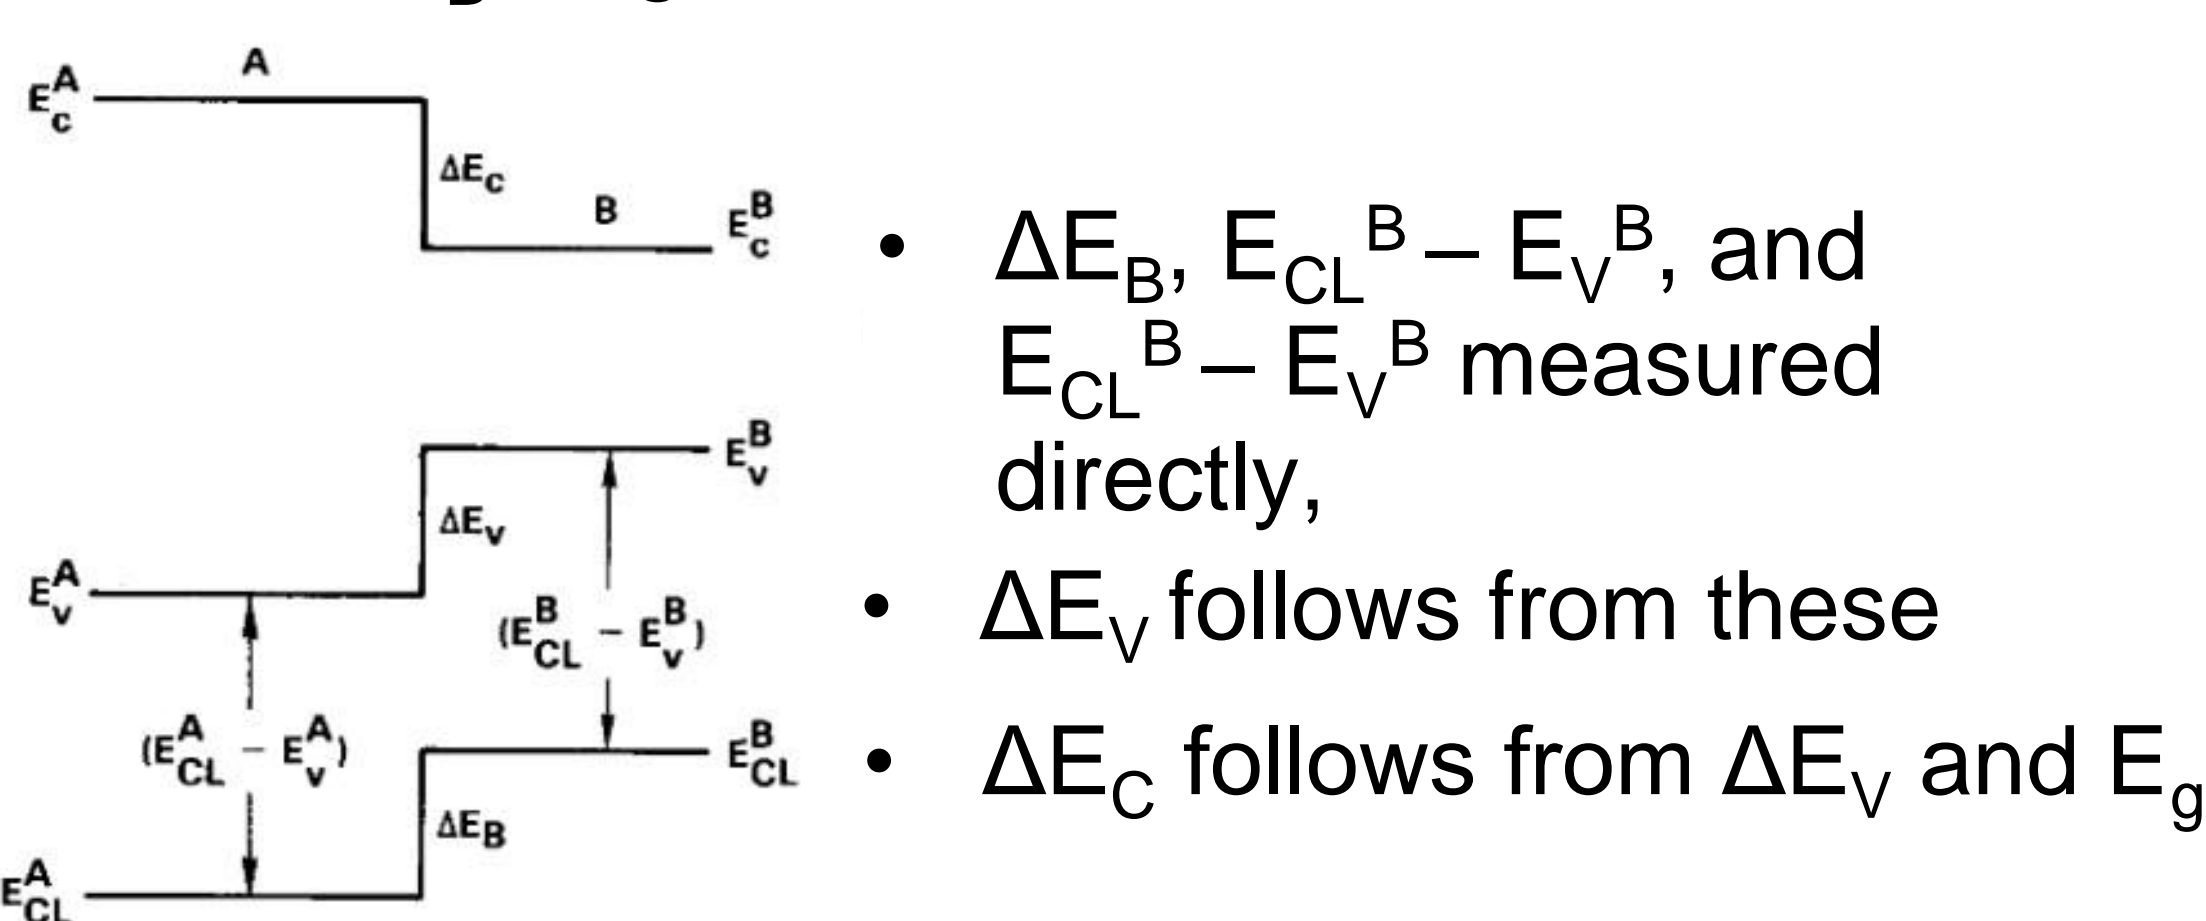 A
E_c^A
ΔE_c
B
E_c^B
E_v^B
ΔE_v
E_v^A
(E_CL^B – E_v^B)
(E_CL^A – E_v^A)
E_CL^B
ΔE_B
E_CL^A
• ΔE_B, E_CL^B – E_V^B, and
E_CL^B – E_V^B measured
directly,
• ΔE_V follows from these
• ΔE_C follows from ΔE_V and E_g